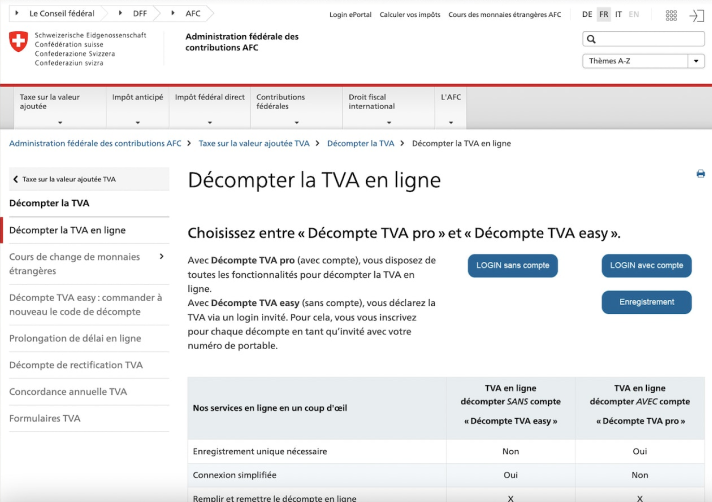 Le Conseil fédéral DFF AFC
Login ePortal Calculer vos impôts Cours des monnaies étrangères AFC DE FR IT EN
Schweizerische Eidgenossenschaft
Confédération suisse
Confederazione Svizzera
Confederaziun svizra
Administration fédérale des
contributions AFC
Thèmes A-Z
Taxe sur la valeur
ajoutée
Impôt anticipé
Impôt fédéral direct
Contributions
fédérales
Droit fiscal
international
L'AFC
Administration fédérale des contributions AFC > Taxe sur la valeur ajoutée TVA > Décompter la TVA > Décompter la TVA en ligne
Taxe sur la valeur ajoutée TVA
Décompter la TVA
Décompter la TVA en ligne
Cours de change de monnaies
étrangères
Décompte TVA easy : commander à
nouveau le code de décompte
Prolongation de délai en ligne
Décompte de rectification TVA
Concordance annuelle TVA
Formulaires TVA
Décompter la TVA en ligne
Choisissez entre « Décompte TVA pro » et « Décompte TVA easy ».
Avec Décompte TVA pro (avec compte), vous disposez de
toutes les fonctionnalités pour décompter la TVA en
ligne.
Avec Décompte TVA easy (sans compte), vous déclarez la
TVA via un login invité. Pour cela, vous vous inscrivez
pour chaque décompte en tant qu'invité avec votre
numéro de portable.
LOGIN sans compte
LOGIN avec compte
Enregistrement
Nos services en ligne en un coup d'œil
TVA en ligne
décompter SANS compte
« Décompte TVA easy »
TVA en ligne
décompter AVEC compte
« Décompte TVA pro »
Enregistrement unique nécessaire Non Oui
Connexion simplifiée Oui Non
Remplir et remettre le décompte en ligne X X